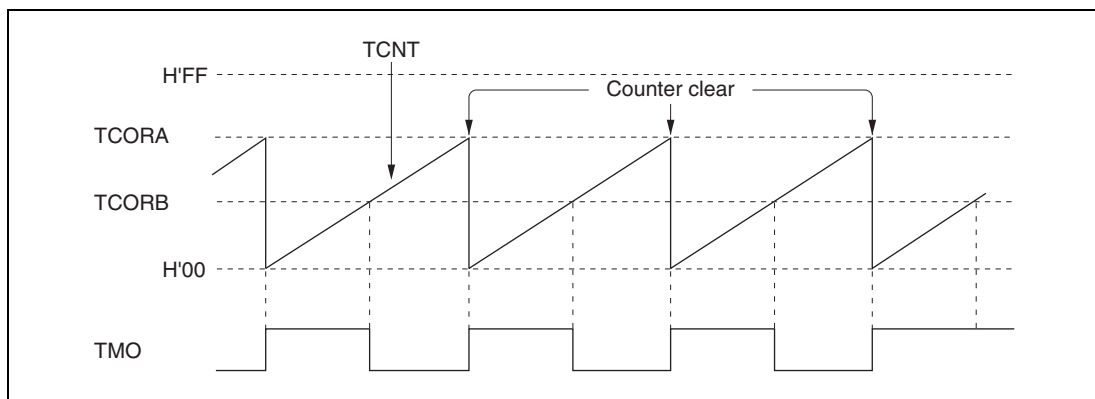 TCNT
H'FF
Counter clear
TCORA
TCORB
H'00
TMO